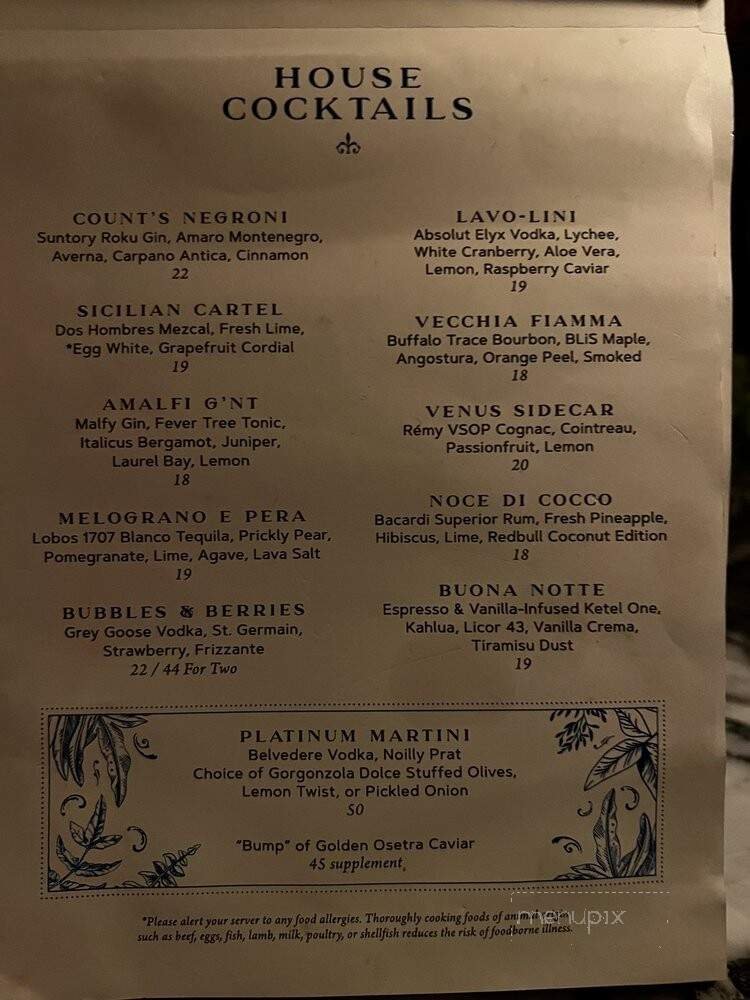 HOUSE
COCKTAILS
COUNT'S NEGRONI
Suntory Roku Gin, Amaro Montenegro,
Averna, Carpano Antica, Cinnamon
22
SICILIAN CARTEL
Dos Hombres Mezcal, Fresh Lime,
*Egg White, Grapefruit Cordial
19
AMALFI G'NT
Malfy Gin, Fever Tree Tonic,
Italicus Bergamot, Juniper,
Laurel Bay, Lemon
18
MELOGRANO E PERA
Lobos 1707 Blanco Tequila, Prickly Pear,
Pomegranate, Lime, Agave, Lava Salt
19
BUBBLES & BERRIES
Grey Goose Vodka, St. Germain,
Strawberry, Frizzante
22 / 44 For Two
LAVO-LINI
Absolut Elyx Vodka, Lychee,
White Cranberry, Aloe Vera,
Lemon, Raspberry Caviar
19
VECCHIA FIAMMA
Buffalo Trace Bourbon, BLiS Maple,
Angostura, Orange Peel, Smoked
18
VENUS SIDECAR
Rémy VSOP Cognac, Cointreau,
Passionfruit, Lemon
20
NOCE DI COCCO
Bacardi Superior Rum, Fresh Pineapple,
Hibiscus, Lime, Redbull Coconut Edition
18
BUONA NOTTE
Espresso & Vanilla-Infused Ketel One,
Kahlua, Licor 43, Vanilla Crema,
Tiramisu Dust
19
PLATINUM MARTINI
Belvedere Vodka, Noilly Prat
Choice of Gorgonzola Dolce Stuffed Olives,
Lemon Twist, or Pickled Onion
50
"Bump" of Golden Osetra Caviar
45 supplement
*Please alert your server to any food allergies. Thoroughly cooking foods of animal
such as beef, eggs, fish, lamb, milk, poultry, or shellfish reduces the risk of foodborne illness.
menupix